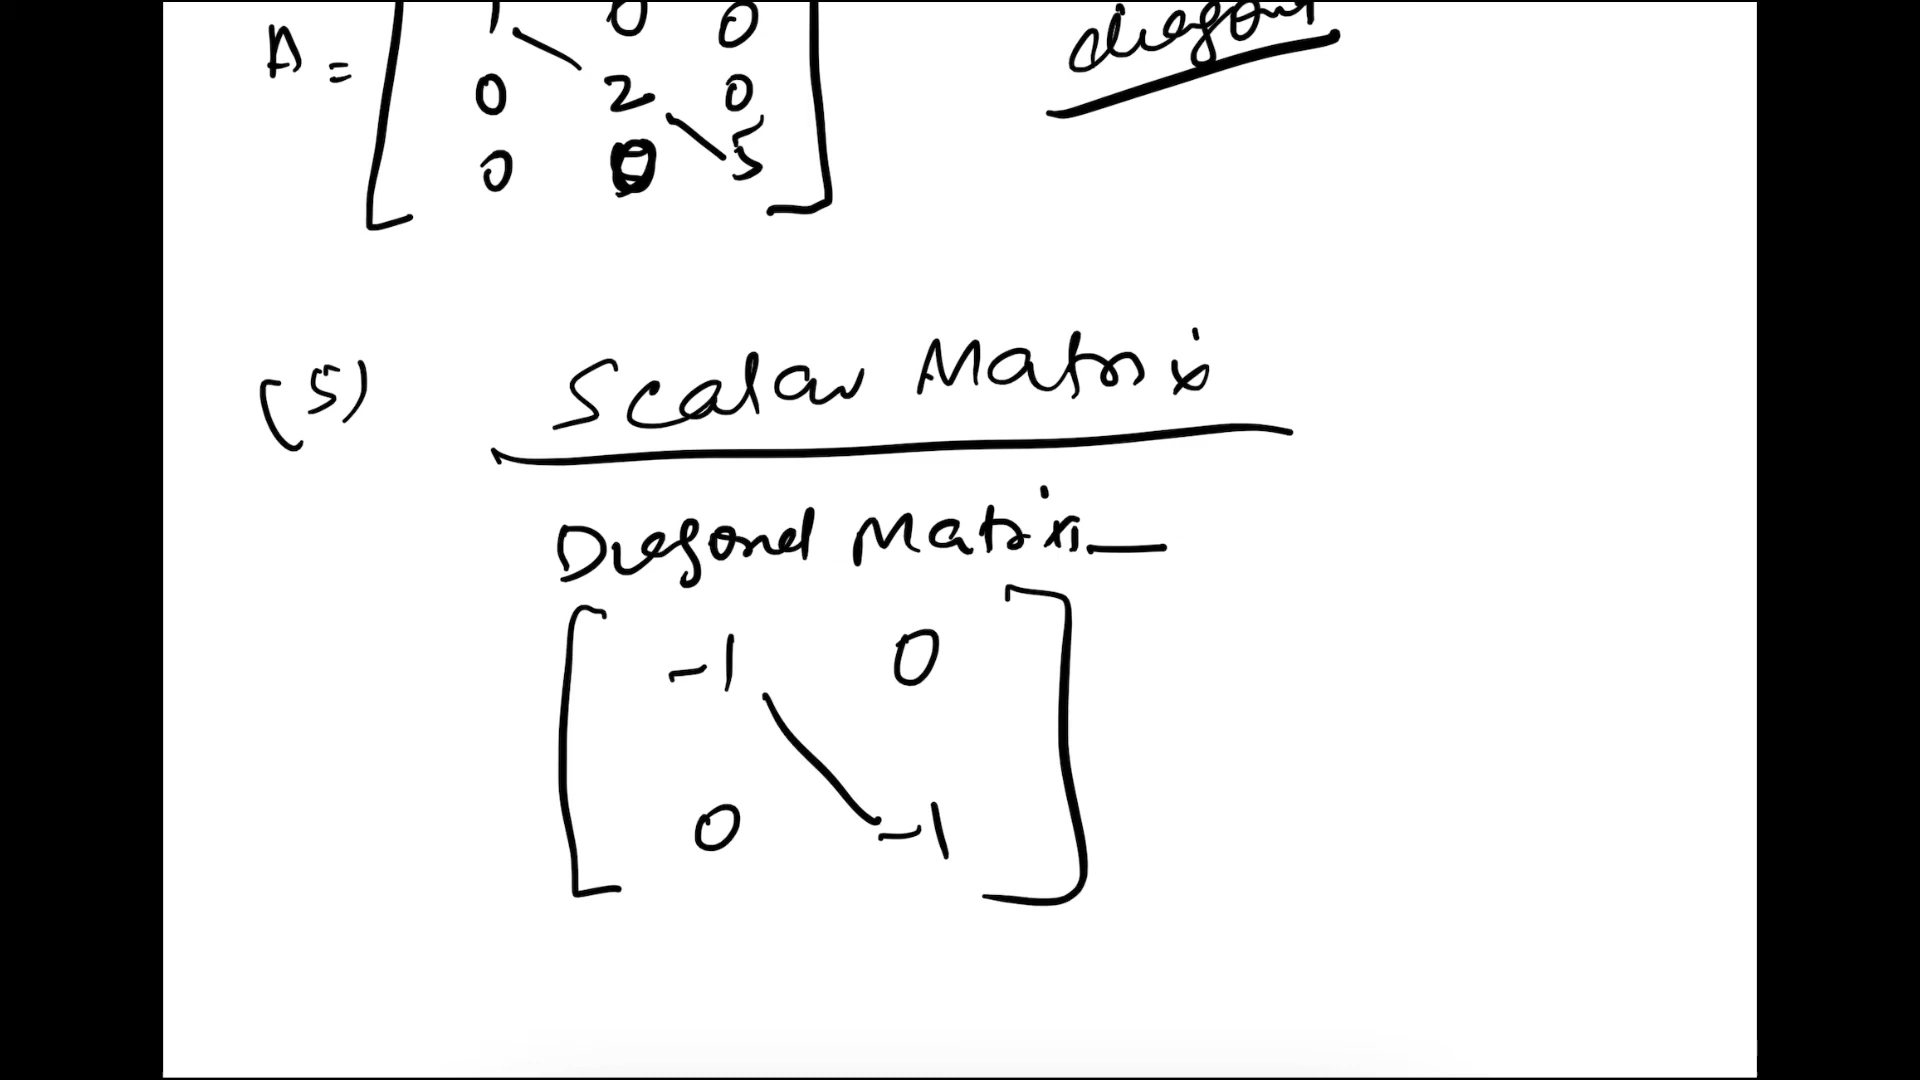 1 0 0
A = 0 2 0
0 0 5
(5) Scalar Matrix
Diagonal Matrix
-1 0
0 -1